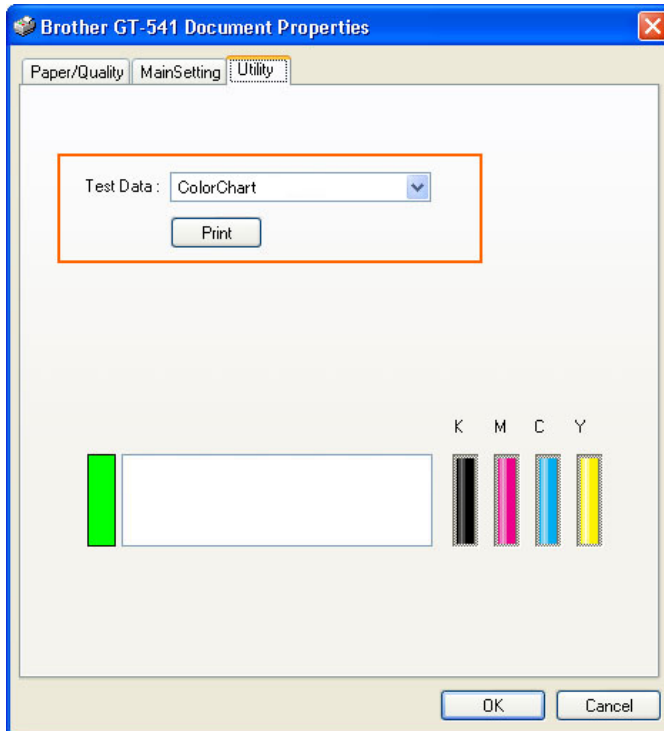 Brother GT-541 Document Properties
Paper/Quality MainSetting Utility
Test Data : ColorChart
Print
K M C Y
OK Cancel